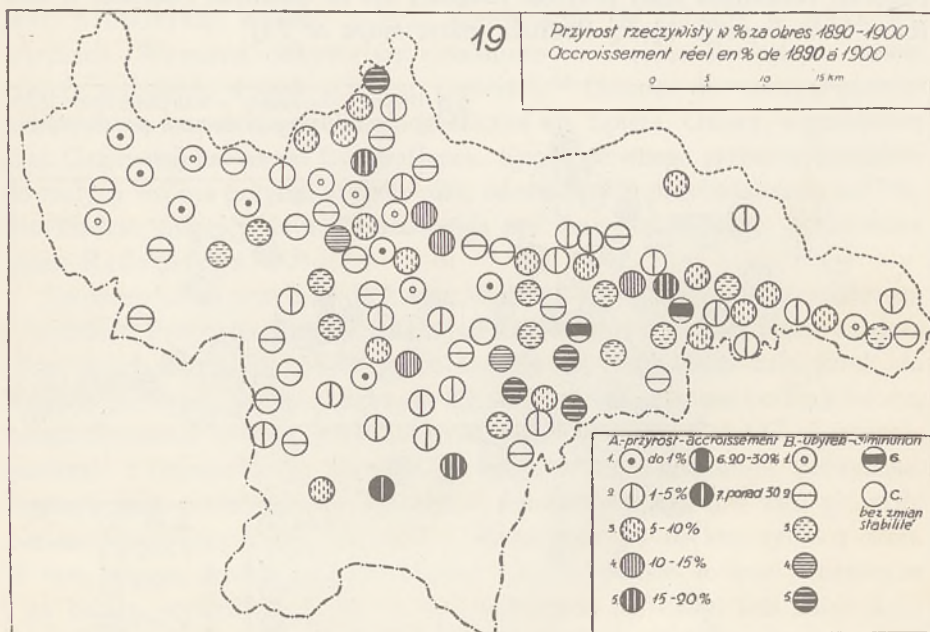 19
Przyrost rzeczywisty w % za obres 1890-1900
Accroissement réel en % de 1890 à 1900
0 5 10 15 km
A.-przyrost-accroissement B.-ubytek-diminution
1. do 1% 6. 20-30% 1. 6.
2 1-5% 7. ponad 30 2 C.
bez zmian
stabilité
3. 5-10% 3.
4. 10-15% 4.
5. 15-20% 5.